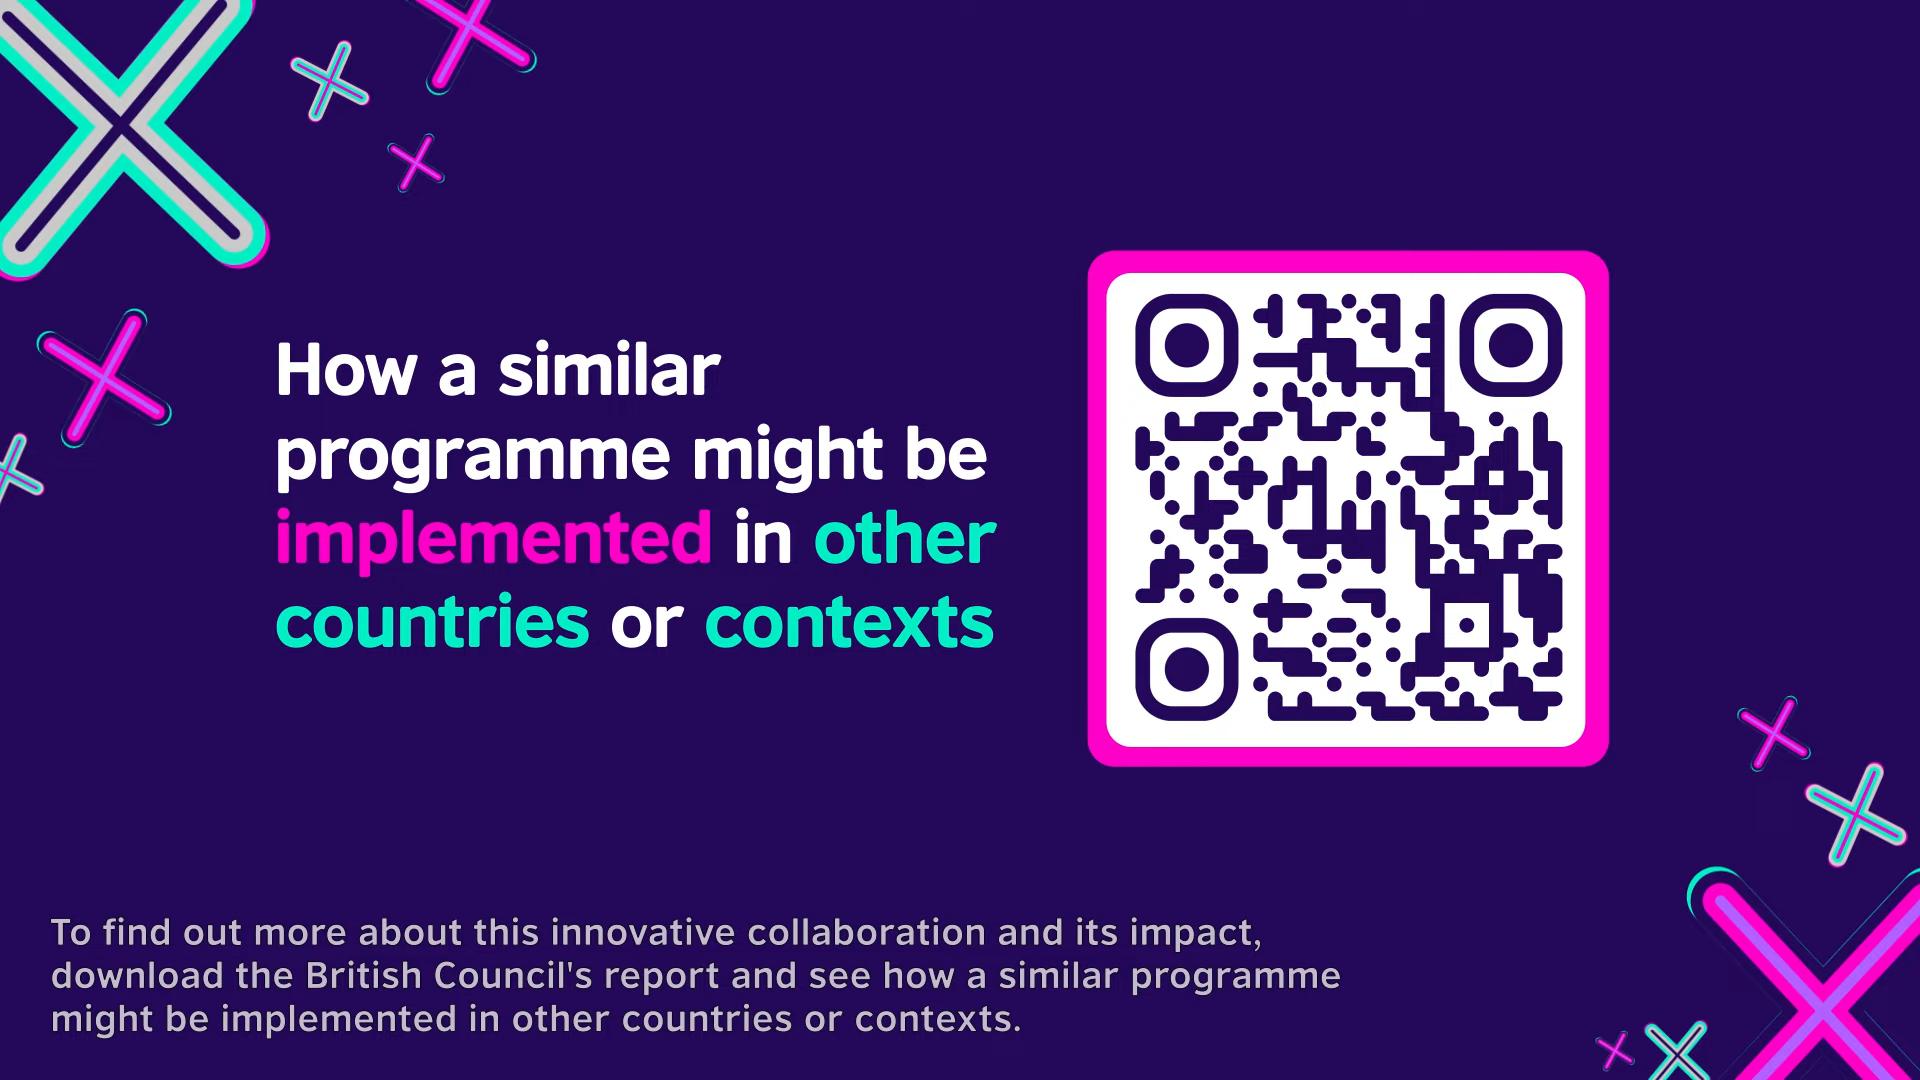 How a similar
programme might be
implemented in other
countries or contexts
To find out more about this innovative collaboration and its impact,
download the British Council's report and see how a similar programme
might be implemented in other countries or contexts.